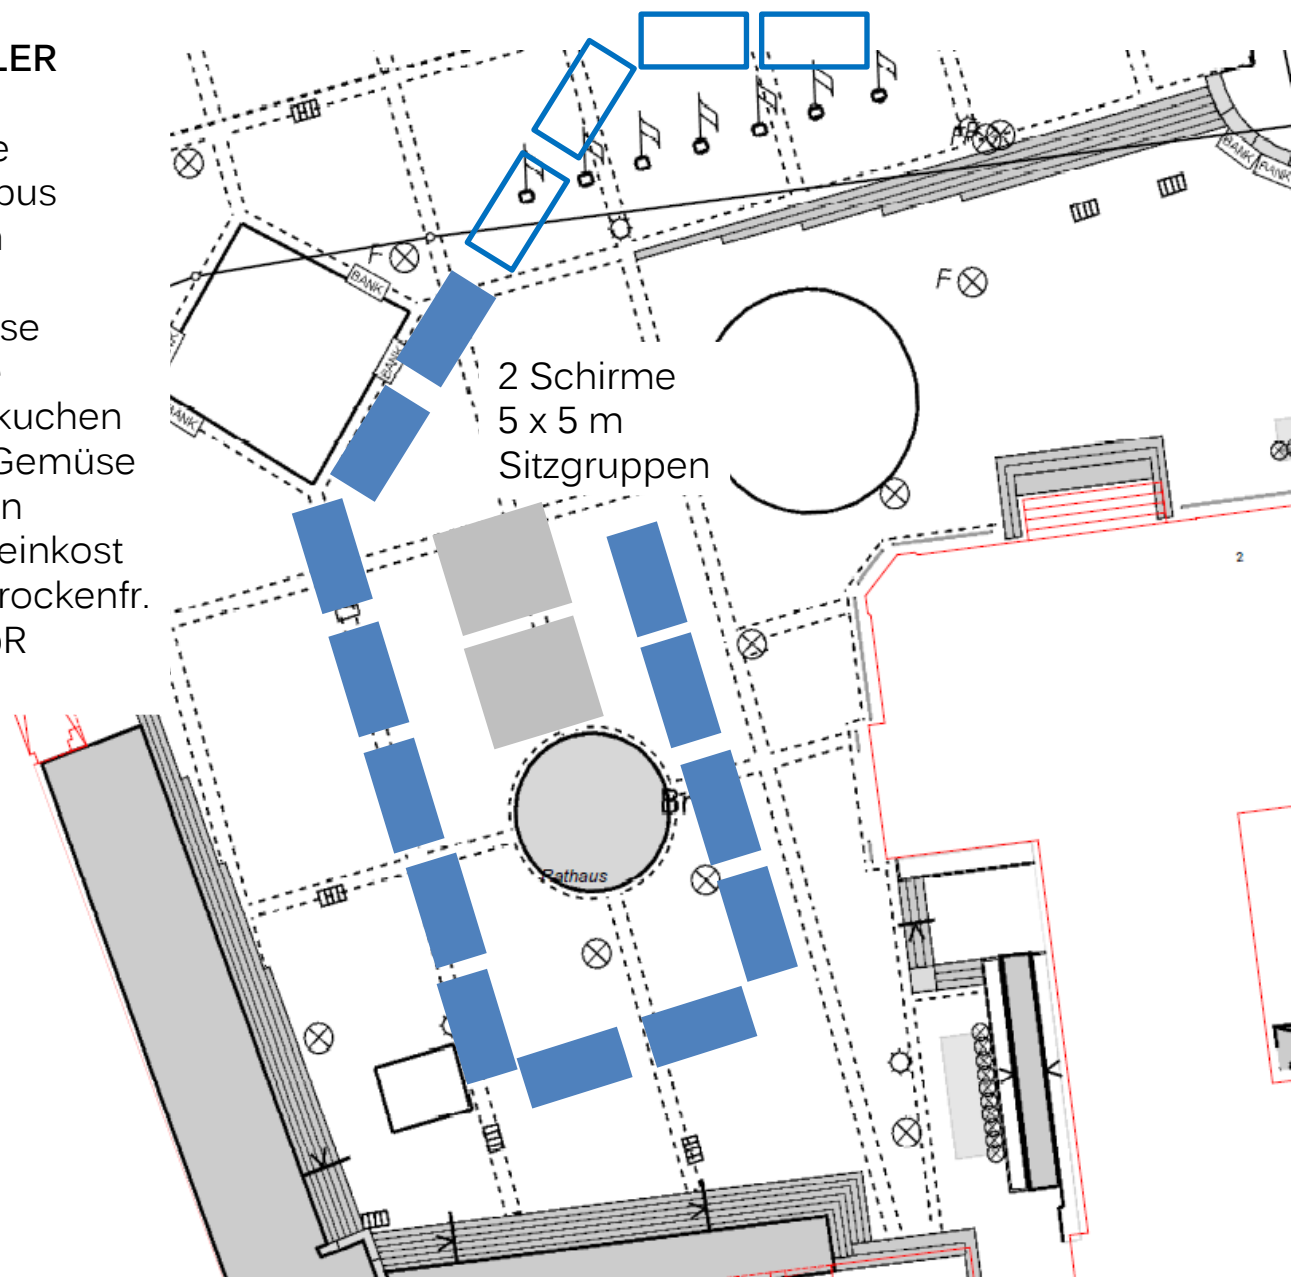 LER
e
bus
n
se
kuchen
Gemüse
n
einkost
rockenfr.
R
2 Schirme
5 x 5 m
Sitzgruppen
F
BANK
BANK
BANK
BANK
BANK
F
2
Br
Rathaus